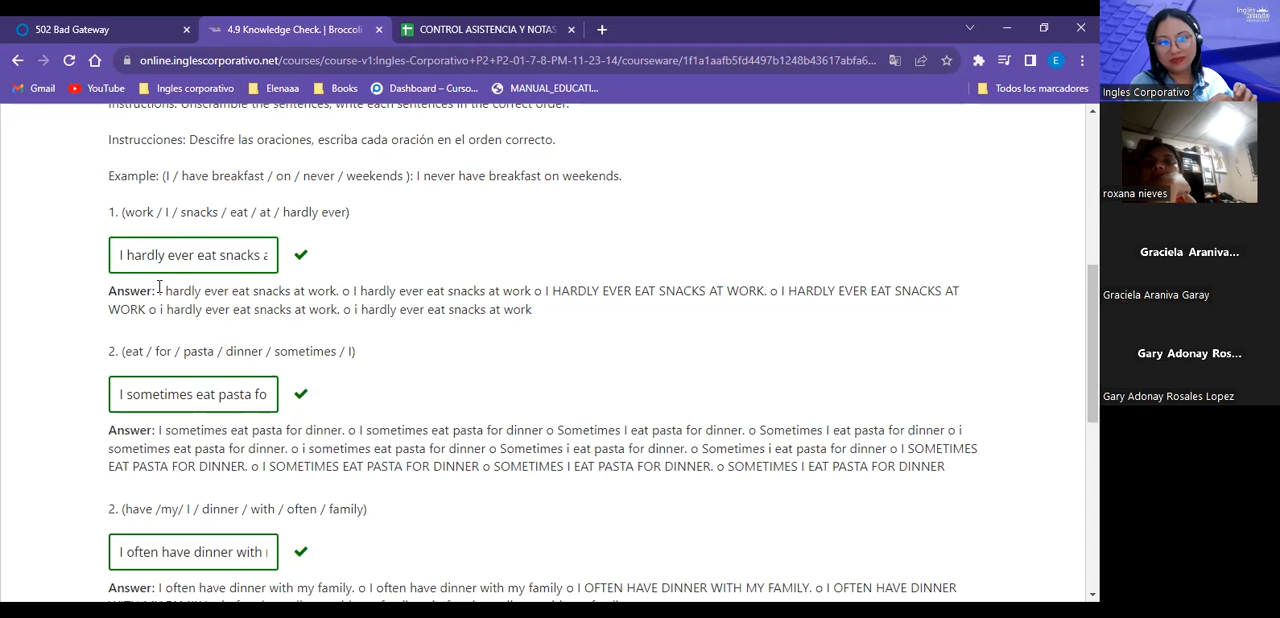 502 Bad Gateway
4.9 Knowledge Check. | Broccoli
CONTROL ASISTENCIA Y NOTAS
online.inglescorporativo.net/courses/course-v1:Ingles-Corporativo+P2+P2-01-7-8-PM-11-23-14/courseware/1f1a1aafb5fd4497b1248b43617abfa6...
E
Gmail
YouTube
Ingles corporativo
Elenaaa
Books
Dashboard – Curso...
MANUAL_EDUCATI...
Todos los marcadores
Instructions: Unscramble the sentences, write each sentences in the correct order.
Instrucciones: Descifre las oraciones, escriba cada oración en el orden correcto.
Example: (I / have breakfast / on / never / weekends ): I never have breakfast on weekends.
1. (work / I / snacks / eat / at / hardly ever)
I hardly ever eat snacks a
Answer: I hardly ever eat snacks at work. o I hardly ever eat snacks at work o I HARDLY EVER EAT SNACKS AT WORK. o I HARDLY EVER EAT SNACKS AT
WORK o i hardly ever eat snacks at work. o i hardly ever eat snacks at work
2. (eat / for / pasta / dinner / sometimes / I)
I sometimes eat pasta fo
Answer: I sometimes eat pasta for dinner. o I sometimes eat pasta for dinner o Sometimes I eat pasta for dinner. o Sometimes I eat pasta for dinner o i
sometimes eat pasta for dinner. o i sometimes eat pasta for dinner o Sometimes i eat pasta for dinner. o Sometimes i eat pasta for dinner o I SOMETIMES
EAT PASTA FOR DINNER. o I SOMETIMES EAT PASTA FOR DINNER o SOMETIMES I EAT PASTA FOR DINNER. o SOMETIMES I EAT PASTA FOR DINNER
2. (have /my/ I / dinner / with / often / family)
I often have dinner with
Answer: I often have dinner with my family. o I often have dinner with my family o I OFTEN HAVE DINNER WITH MY FAMILY. o I OFTEN HAVE DINNER
Ingles
Ingles Corporativo
roxana nieves
Graciela Araniva...
Graciela Araniva Garay
Gary Adonay Ros...
Gary Adonay Rosales Lopez